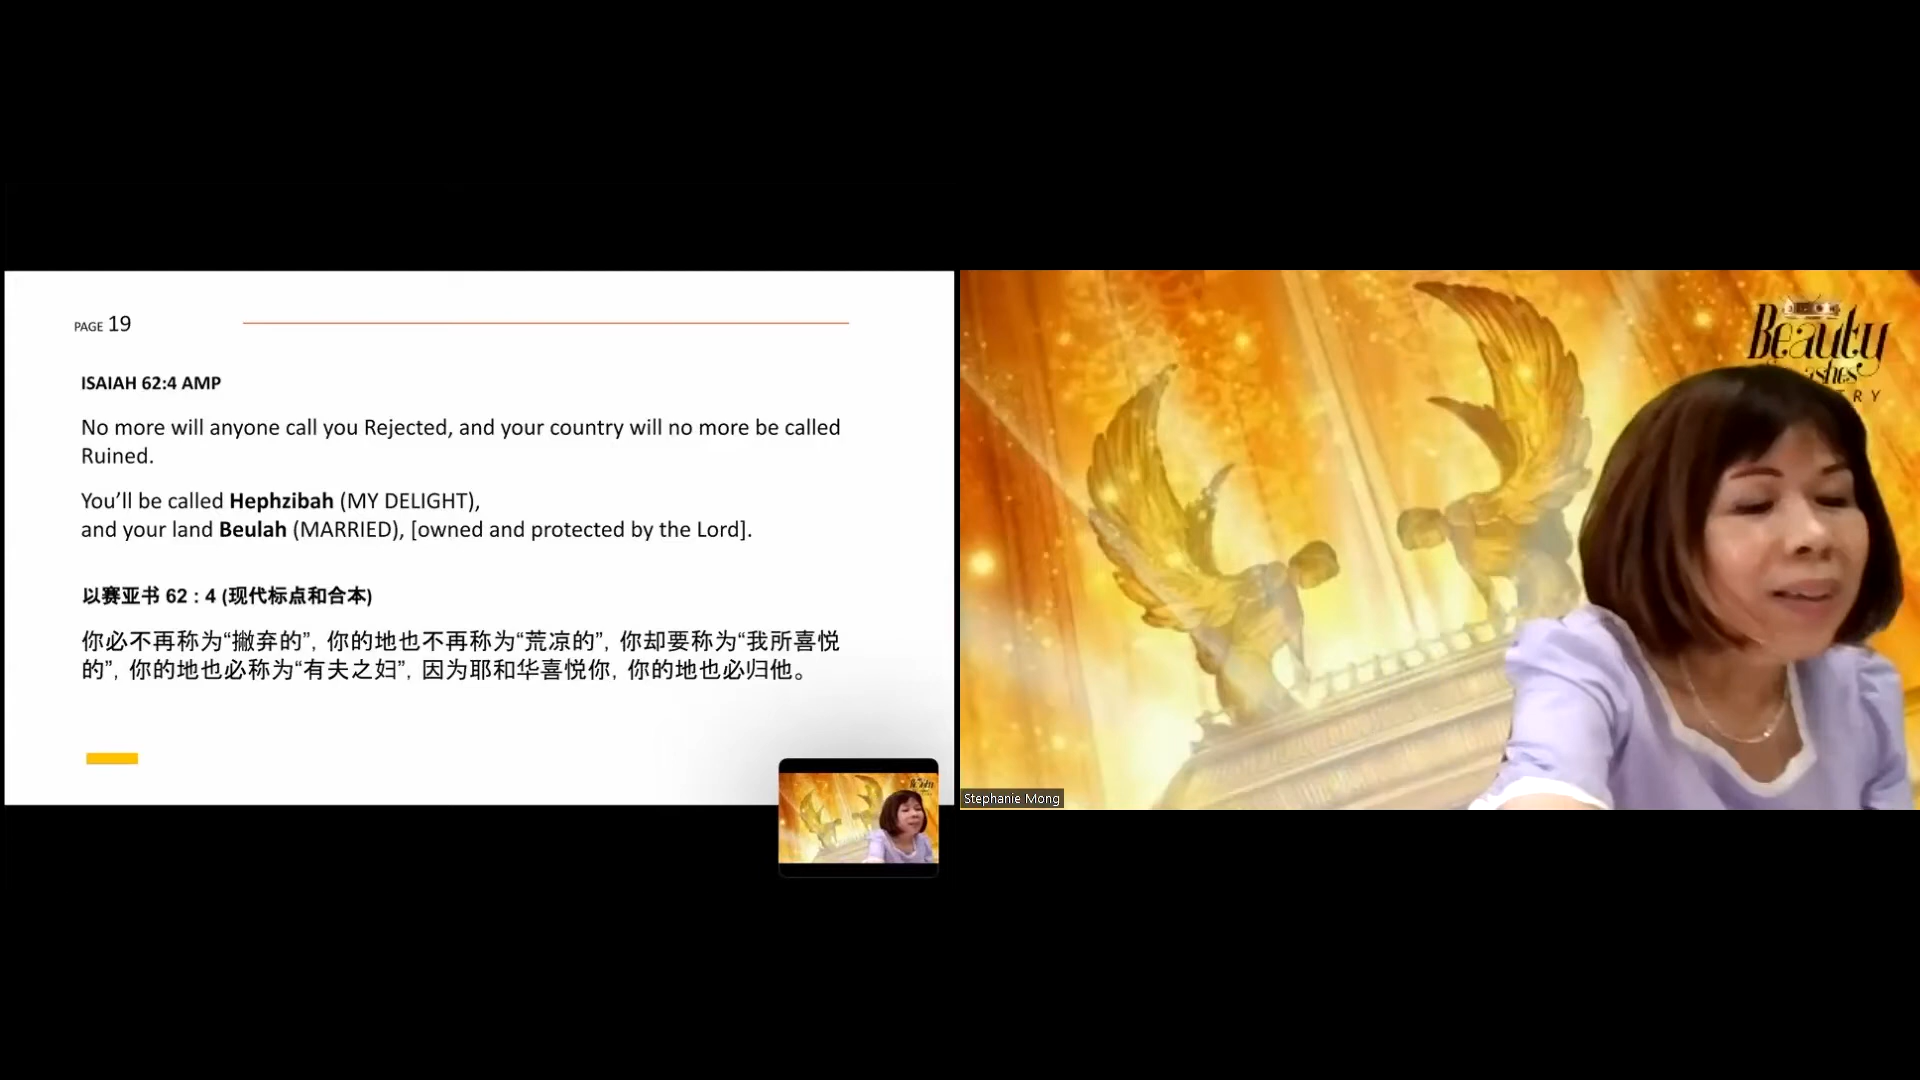 PAGE 19
ISAIAH 62:4 AMP
No more will anyone call you Rejected, and your country will no more be called
Ruined.
You’ll be called Hephzibah (MY DELIGHT),
and your land Beulah (MARRIED), [owned and protected by the Lord].
以赛亚书 62 : 4 (现代标点和合本)
你必不再称为“撇弃的”, 你的地也不再称为“荒凉的”, 你却要称为“我所喜悦
的”, 你的地也必称为“有夫之妇”, 因为耶和华喜悦你, 你的地也必归他。
Beauty
ashes
Stephanie Mong